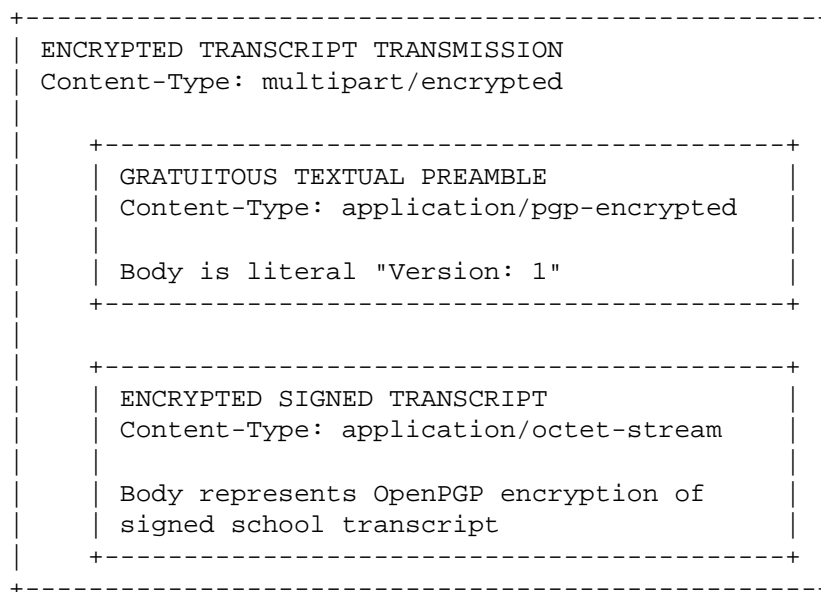 ENCRYPTED TRANSCRIPT TRANSMISSION
Content-Type: multipart/encrypted
GRATUITOUS TEXTUAL PREAMBLE
Content-Type: application/pgp-encrypted
Body is literal "Version: 1"
ENCRYPTED SIGNED TRANSCRIPT
Content-Type: application/octet-stream
Body represents OpenPGP encryption of
signed school transcript